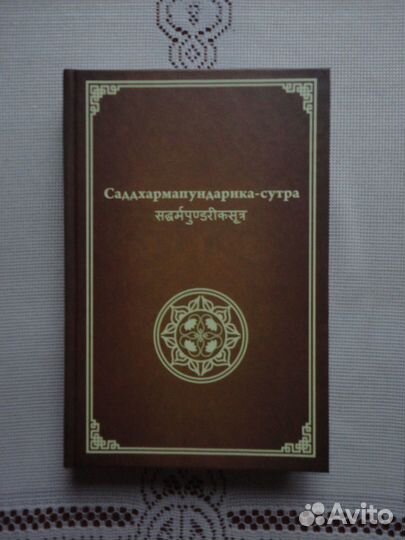 Саддхармапундарика-сутра
सद्धर्मपुण्डरीकसूत्र
Avito